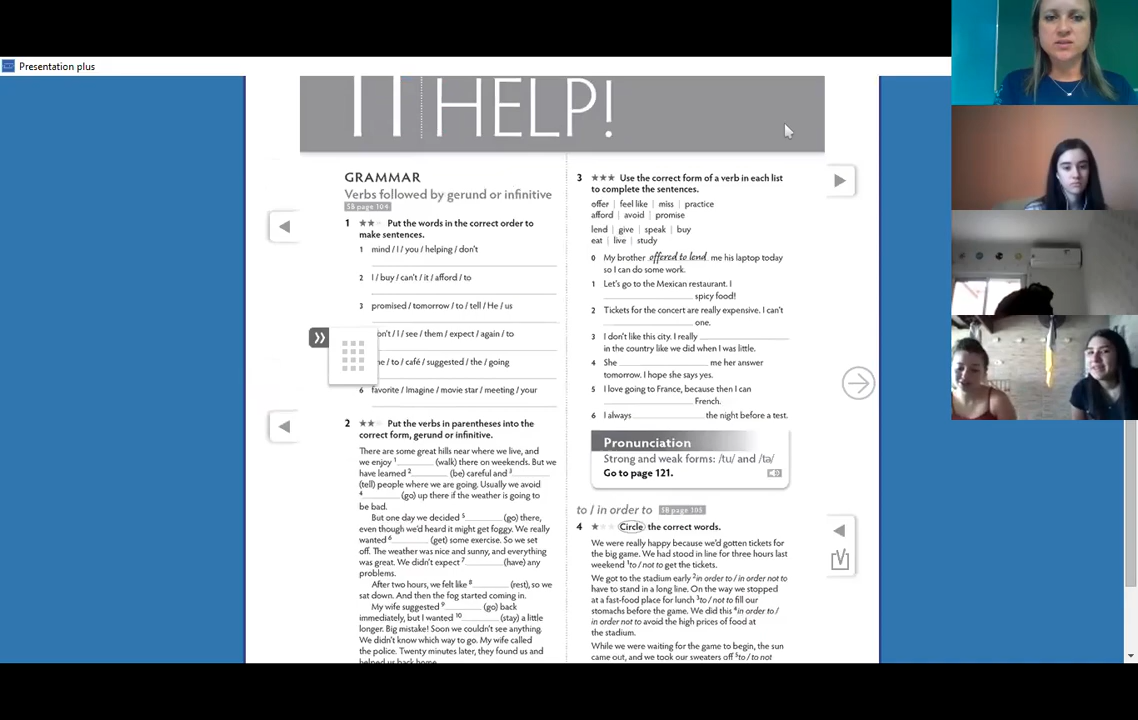 Presentation plus
11 HELP!
GRAMMAR
Verbs followed by gerund or infinitive
SB page 104
1 Put the words in the correct order to
make sentences.
1 mind / I / you / helping / don't
2 I / buy / can't / it / afford / to
3 promised / tomorrow / to / tell / He / us
/ I / see / them / expect / again / to
/ to / café / suggested / the / going
6 favorite / Imagine / movie star / meeting / your
2 Put the verbs in parentheses into the
correct form, gerund or infinitive.
There are some great hills near where we live, and
we enjoy 1 (walk) there on weekends. But we
have learned 2 (be) careful and 3
(tell) people where we are going. Usually we avoid
4 (go) up there if the weather is going to
be bad.
But one day we decided 5 (go) there,
even though we'd heard it might get foggy. We really
wanted 6 (get) some exercise. So we set
off. The weather was nice and sunny, and everything
was great. We didn't expect 7 (have) any
problems.
After two hours, we felt like 8 (rest), so we
sat down. And then the fog started coming in.
My wife suggested 9 (go) back
immediately, but I wanted 10 (stay) a little
longer. Big mistake! Soon we couldn't see anything.
We didn't know which way to go. My wife called
the police. Twenty minutes later, they found us and
helped us back home.
3 Use the correct form of a verb in each list
to complete the sentences.
offer | feel like | miss | practice
afford | avoid | promise
lend | give | speak | buy
eat | live | study
0 My brother offered to lend me his laptop today
so I can do some work.
1 Let's go to the Mexican restaurant. I
spicy food!
2 Tickets for the concert are really expensive. I can't
one.
3 I don't like this city. I really
in the country like we did when I was little.
4 She me her answer
tomorrow. I hope she says yes.
5 I love going to France, because then I can
French.
6 I always the night before a test.
Pronunciation
Strong and weak forms: /tu/ and /tə/
Go to page 121.
to / in order to SB page 105
4 Circle the correct words.
We were really happy because we'd gotten tickets for
the big game. We had stood in line for three hours last
weekend 1to / not to get the tickets.
We got to the stadium early 2in order to / in order not to
have to stand in a long line. On the way we stopped
at a fast-food place for lunch 3to / not to fill our
stomachs before the game. We did this 4in order to /
in order not to avoid the high prices of food at
the stadium.
While we were waiting for the game to begin, the sun
came out, and we took our sweaters off 5to / to not